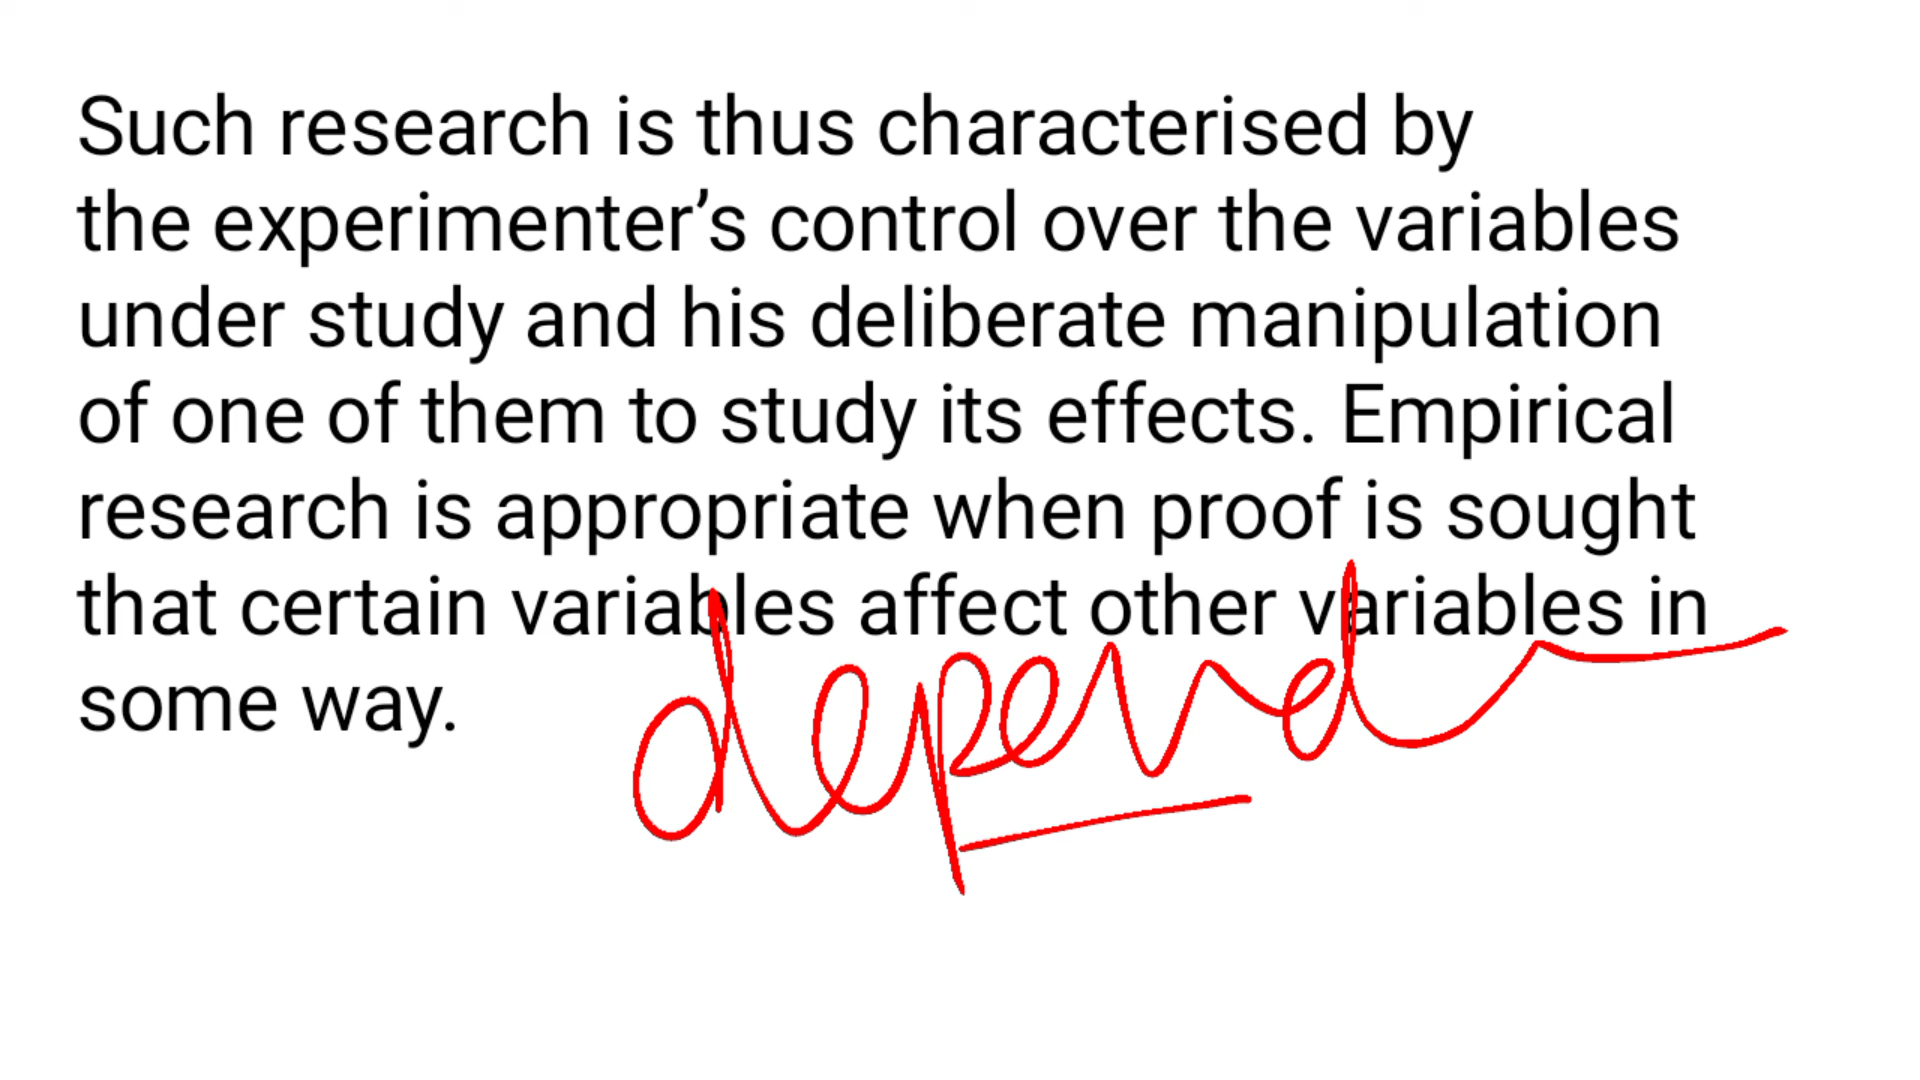 Such research is thus characterised by
the experimenter’s control over the variables
under study and his deliberate manipulation
of one of them to study its effects. Empirical
research is appropriate when proof is sought
that certain variables affect other variables in
some way.
depend